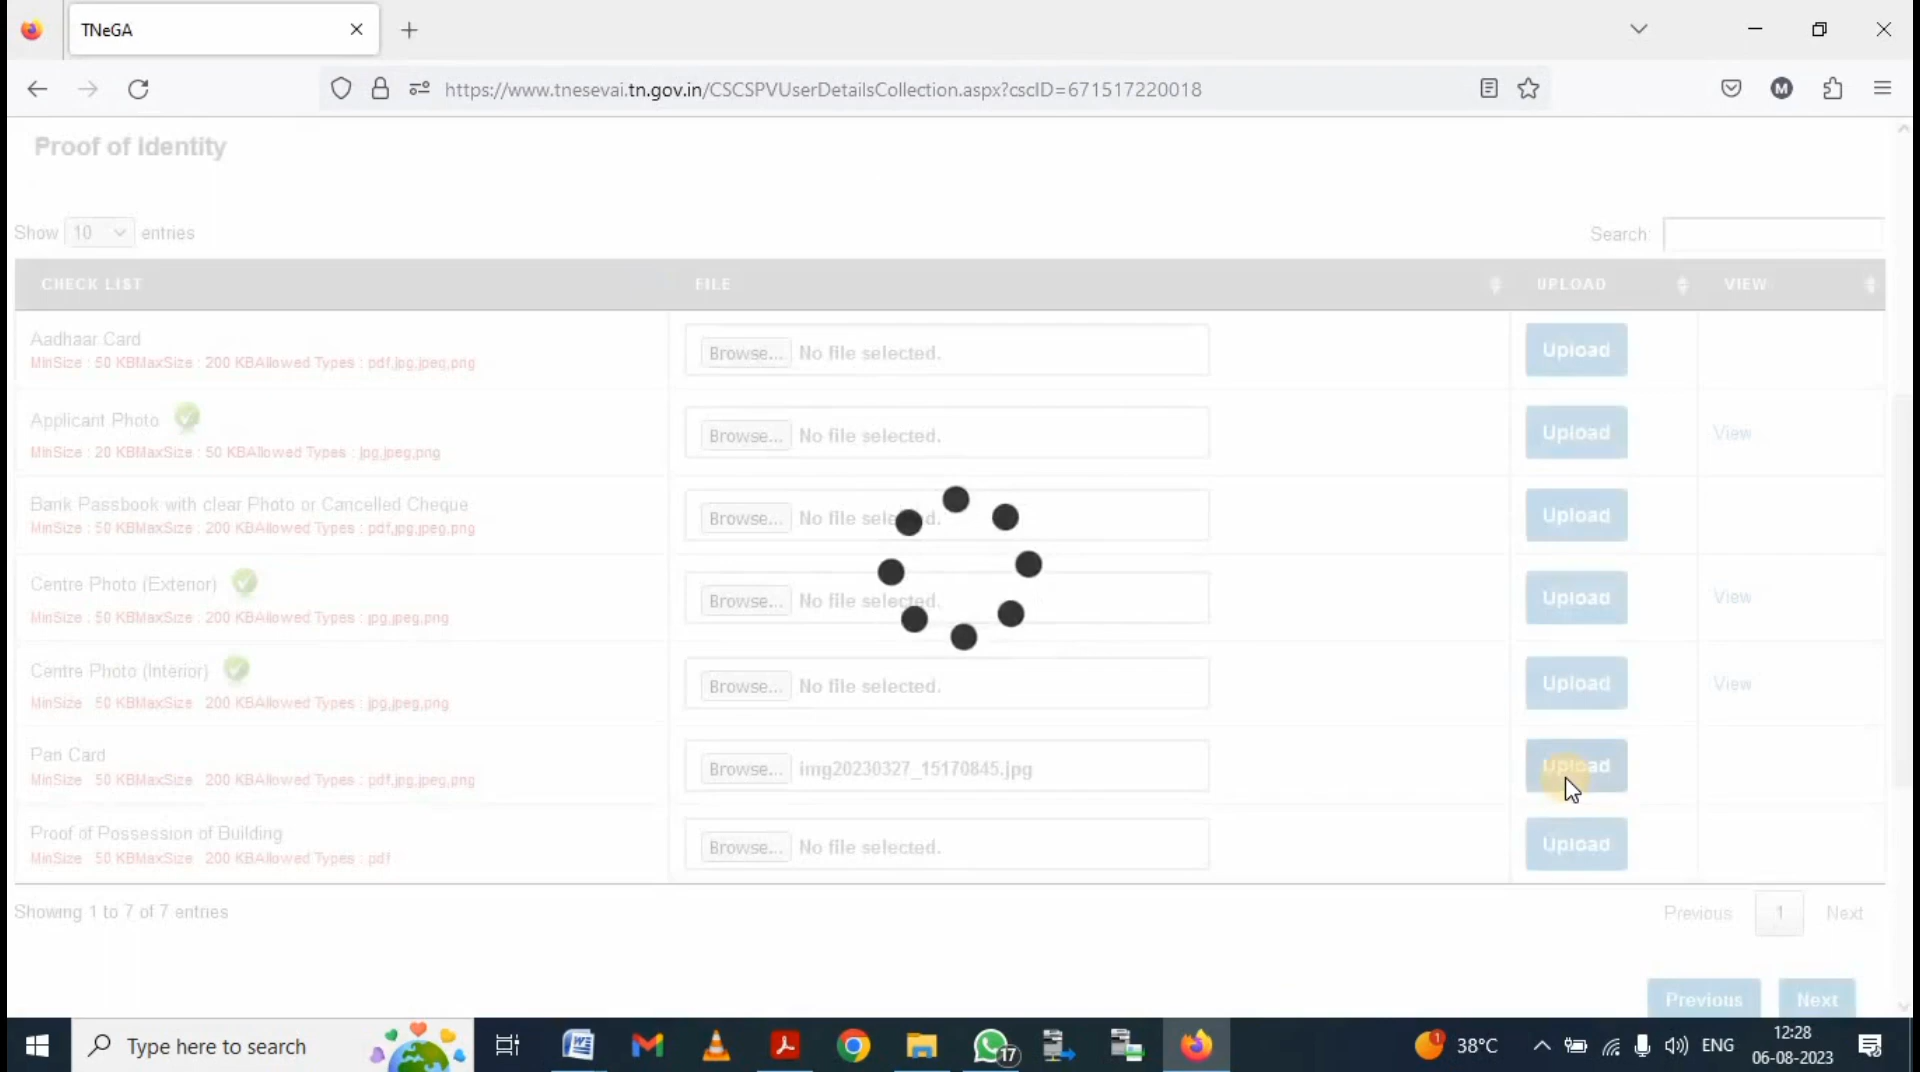 TNeGA
https://www.tnesevai.tn.gov.in/CSCSPVUserDetailsCollection.aspx?cscID=671517220018
M
Proof of Identity
Show 10 entries
Search:
CHECK LIST FILE UPLOAD VIEW
Aadhaar Card
MinSize : 50 KBMaxSize : 200 KBAllowed Types : pdf,jpg,jpeg,png
Browse... No file selected.
Upload
Applicant Photo
MinSize : 20 KBMaxSize : 50 KBAllowed Types : jpg,jpeg,png
Browse... No file selected.
Upload
View
Bank Passbook with clear Photo or Cancelled Cheque
MinSize : 50 KBMaxSize : 200 KBAllowed Types : pdf,jpg,jpeg,png
Browse... No file selected.
Upload
Centre Photo (Exterior)
MinSize : 50 KBMaxSize : 200 KBAllowed Types : jpg,jpeg,png
Browse... No file selected.
Upload
View
Centre Photo (Interior)
MinSize : 50 KBMaxSize : 200 KBAllowed Types : jpg,jpeg,png
Browse... No file selected.
Upload
View
Pan Card
MinSize : 50 KBMaxSize : 200 KBAllowed Types : pdf,jpg,jpeg,png
Browse... img20230327_15170845.jpg
Upload
Proof of Possession of Building
MinSize : 50 KBMaxSize : 200 KBAllowed Types : pdf
Browse... No file selected.
Upload
Showing 1 to 7 of 7 entries
Previous 1 Next
Previous Next
Type here to search
17
1
38°C
ENG
12:28
06-08-2023